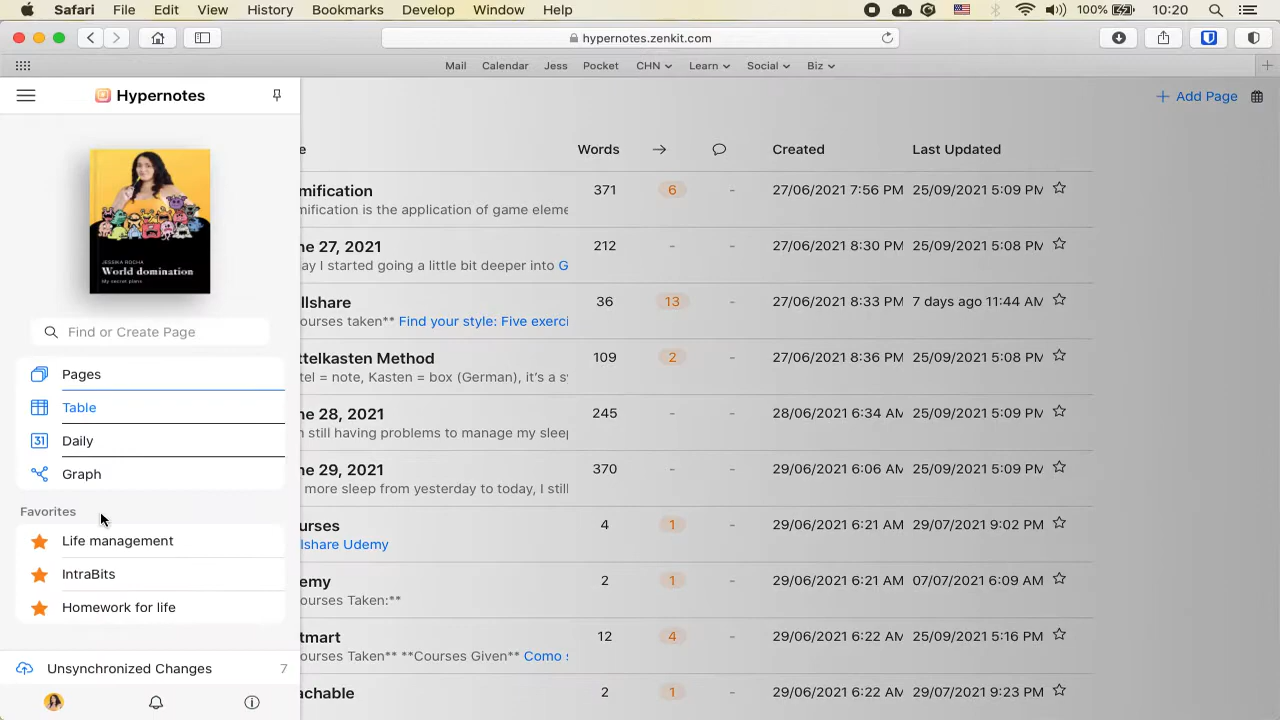 Safari File Edit View History Bookmarks Develop Window Help 100% 10:20
hypernotes.zenkit.com
Mail Calendar Jess Pocket CHN Learn Social Biz
Hypernotes
JESSIKA ROCHA
World domination
My secret plans
Find or Create Page
Pages
Table
Daily
31
Graph
Favorites
Life management
IntraBits
Homework for life
Unsynchronized Changes 7
+ Add Page
e Words → Created Last Updated
mification 371 6 - 27/06/2021 7:56 PM 25/09/2021 5:09 PM
mification is the application of game eleme
ne 27, 2021 212 - - 27/06/2021 8:30 PM 25/09/2021 5:08 PM
ay I started going a little bit deeper into G
illshare 36 13 - 27/06/2021 8:33 PM 7 days ago 11:44 AM
ourses taken** Find your style: Five exerci
ttelkasten Method 109 2 - 27/06/2021 8:36 PM 25/09/2021 5:08 PM
tel = note, Kasten = box (German), it's a sy
ne 28, 2021 245 - - 28/06/2021 6:34 AM 25/09/2021 5:09 PM
n still having problems to manage my sleep
ne 29, 2021 370 - - 29/06/2021 6:06 AM 25/09/2021 5:09 PM
more sleep from yesterday to today, I still
urses 4 1 - 29/06/2021 6:21 AM 29/07/2021 9:02 PM
llshare Udemy
emy 2 1 - 29/06/2021 6:21 AM 07/07/2021 6:09 AM
ourses Taken:**
tmart 12 4 - 29/06/2021 6:22 AM 25/09/2021 5:16 PM
ourses Taken** **Courses Given** Como s
achable 2 1 - 29/06/2021 6:22 AM 29/07/2021 9:23 PM